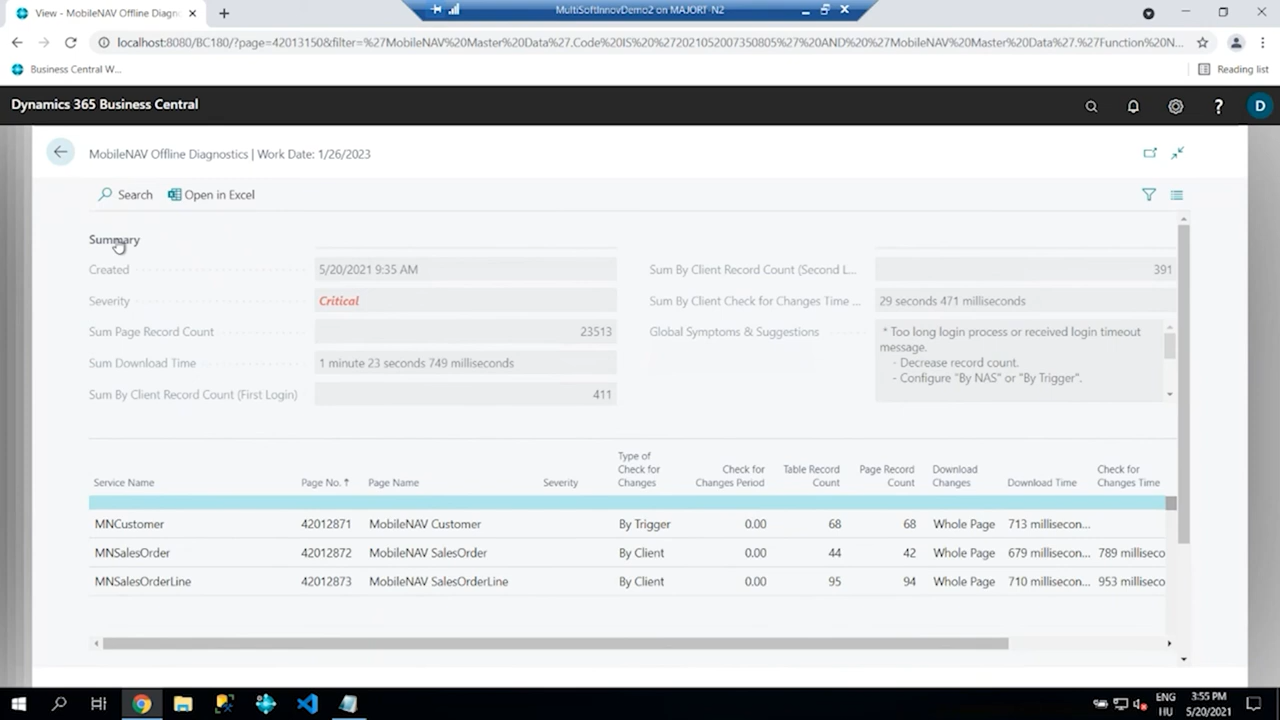 View - MobileNAV Offline Diagn
MultiSoftInnovDemo2 on MAJORT-N2
localhost:8080/BC180/?page=42013150&filter=%27MobileNAV%20Master%20Data%27.Code%20IS%20%272021052007350805%27%20AND%20%27MobileNAV%20Master%20Data%27.%27Function%20N...
Business Central W...
Reading list
Dynamics 365 Business Central
?
D
MobileNAV Offline Diagnostics | Work Date: 1/26/2023
Search
Open in Excel
Summary
Created
5/20/2021 9:35 AM
Sum By Client Record Count (Second L...
391
Severity
Critical
Sum By Client Check for Changes Time ...
29 seconds 471 milliseconds
Sum Page Record Count
23513
Global Symptoms & Suggestions
* Too long login process or received login timeout
message.
- Decrease record count.
- Configure "By NAS" or "By Trigger".
Sum Download Time
1 minute 23 seconds 749 milliseconds
Sum By Client Record Count (First Login)
411
Service Name
Page No. ↑
Page Name
Severity
Type of
Check for
Changes
Check for
Changes Period
Table Record
Count
Page Record
Count
Download
Changes
Download Time
Check for
Changes Time
MNCustomer 42012871 MobileNAV Customer By Trigger 0.00 68 68 Whole Page 713 millisecon...
MNSalesOrder 42012872 MobileNAV SalesOrder By Client 0.00 44 42 Whole Page 679 millisecon... 789 milliseco
MNSalesOrderLine 42012873 MobileNAV SalesOrderLine By Client 0.00 95 94 Whole Page 710 millisecon... 953 milliseco
ENG
HU
3:55 PM
5/20/2021